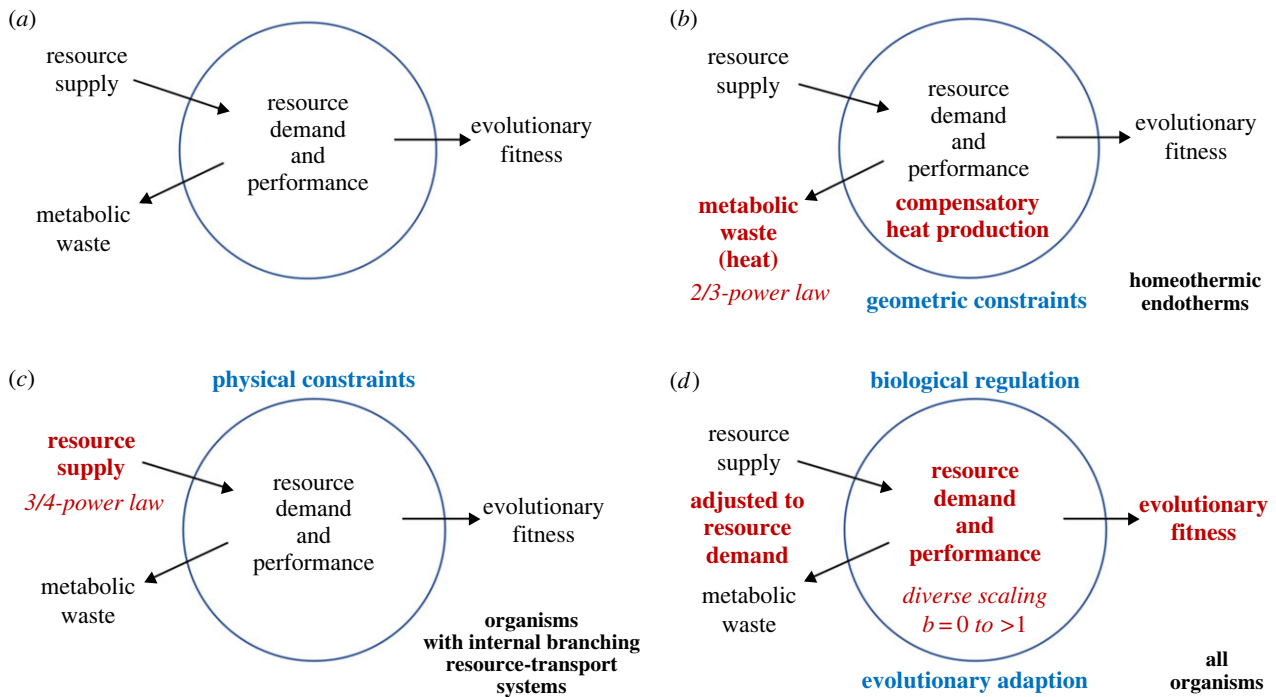 (a)
resource
supply
resource
demand
and
performance
evolutionary
fitness
metabolic
waste
(b)
resource
supply
resource
demand
and
performance
compensatory
heat production
evolutionary
fitness
metabolic
waste
(heat)
2/3-power law
geometric constraints
homeothermic
endotherms
(c)
physical constraints
resource
supply
3/4-power law
resource
demand
and
performance
evolutionary
fitness
metabolic
waste
organisms
with internal branching
resource-transport
systems
(d)
biological regulation
resource
supply
adjusted to
resource
demand
resource
demand
and
performance
evolutionary
fitness
metabolic
waste
diverse scaling
b = 0 to >1
evolutionary adaption
all
organisms